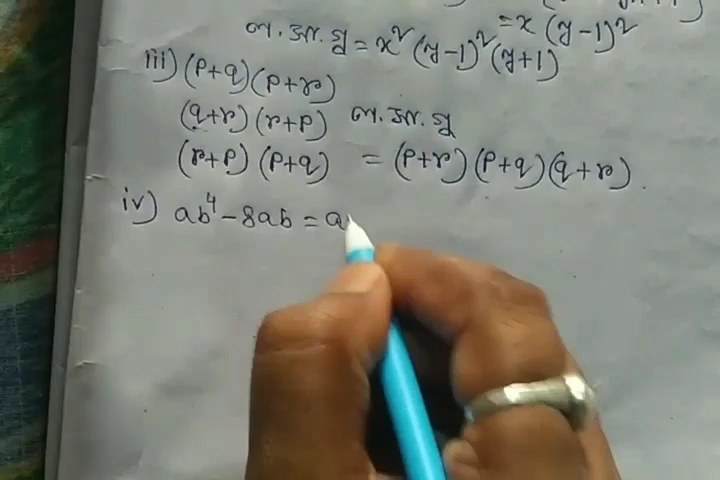 = x (y-1)²
ল.সা.গু = x² (y-1)² (y+1)
iii) (p+q) (p+r)
(q+r) (r+p) ল.সা.গু
(r+p) (p+q) = (p+r) (p+q) (q+r).
iv) ab⁴ - 8ab = a